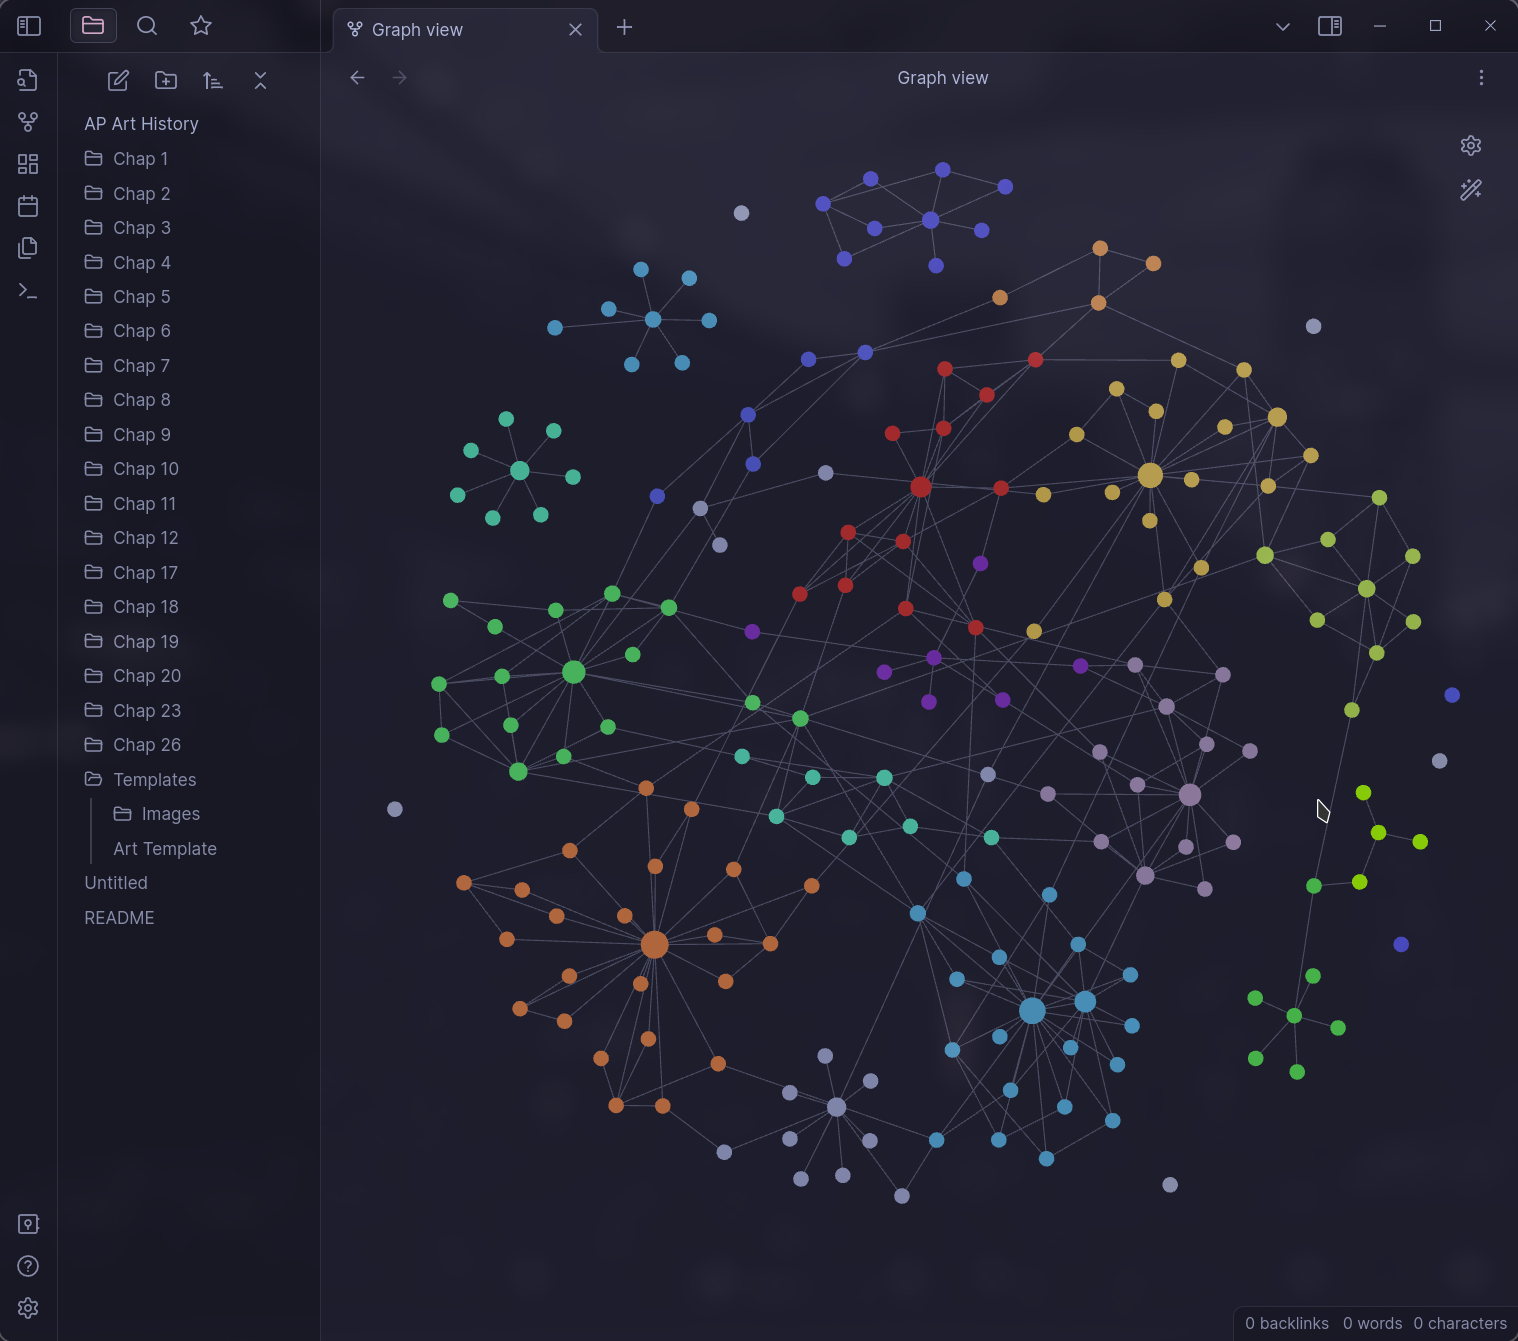 Graph view
Graph view
AP Art History
Chap 1
Chap 2
Chap 3
Chap 4
Chap 5
Chap 6
Chap 7
Chap 8
Chap 9
Chap 10
Chap 11
Chap 12
Chap 17
Chap 18
Chap 19
Chap 20
Chap 23
Chap 26
Templates
Images
Art Template
Untitled
README
0 backlinks 0 words 0 characters